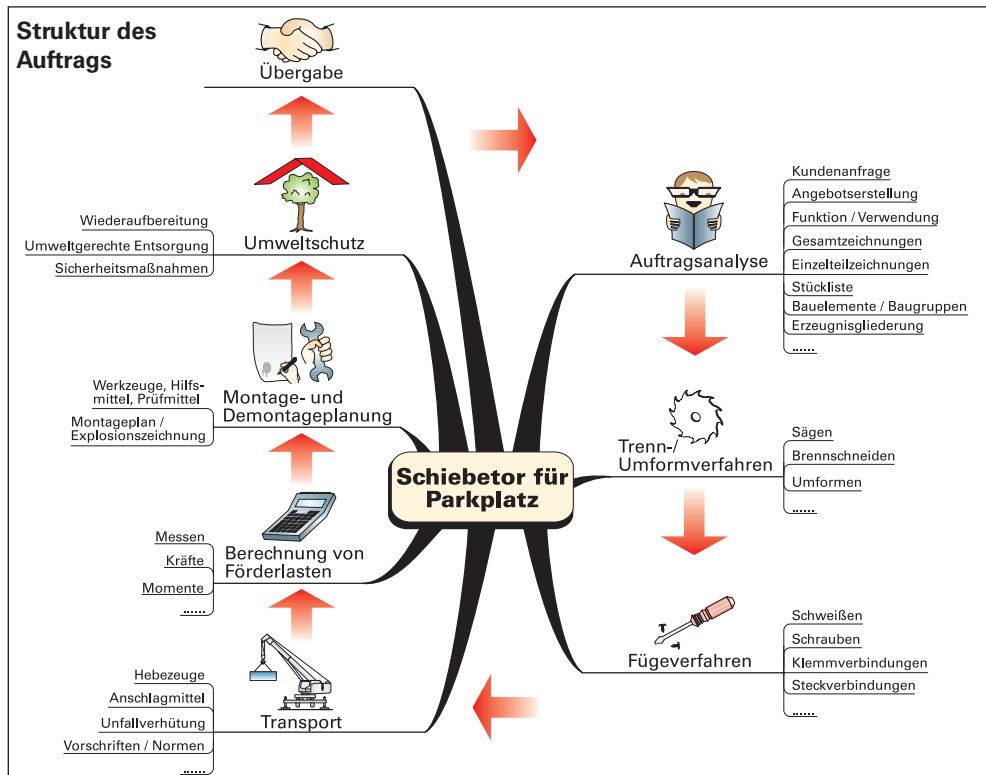 Struktur des
Auftrags
Übergabe
Kundenanfrage
Angebotserstellung
Funktion / Verwendung
Gesamtzeichnungen
Einzelteilzeichnungen
Stückliste
Bauelemente / Baugruppen
Erzeugnisgliederung
......
Auftragsanalyse
Wiederaufbereitung
Umweltgerechte Entsorgung
Sicherheitsmaßnahmen
Umweltschutz
Werkzeuge, Hilfs-
mittel, Prüfmittel
Montageplan /
Explosionszeichnung
Montage- und
Demontageplanung
Trenn-/
Umformverfahren
Sägen
Brennschneiden
Umformen
......
Schiebetor für
Parkplatz
Messen
Kräfte
Momente
......
Berechnung von
Förderlasten
Fügeverfahren
Schweißen
Schrauben
Klemmverbindungen
Steckverbindungen
......
Hebezeuge
Anschlagmittel
Unfallverhütung
Vorschriften / Normen
......
Transport